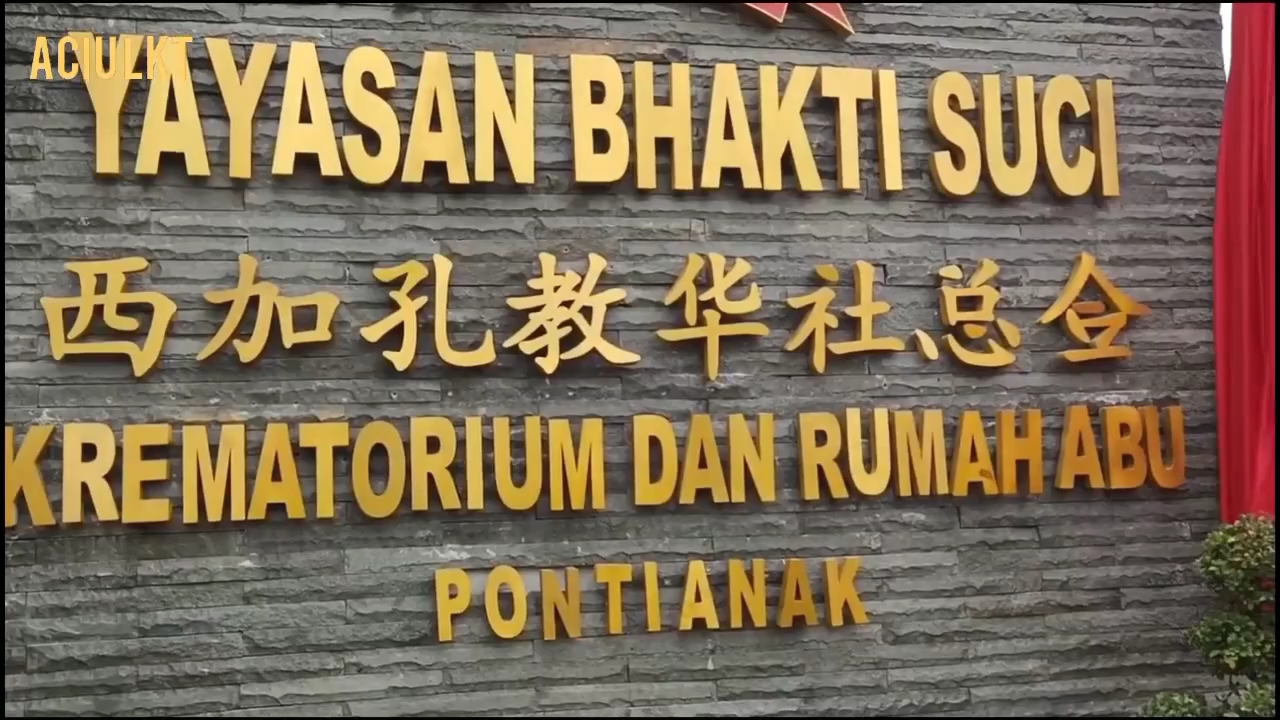 ACIULKT
YAYASAN BHAKTI SUCI
西加孔教华社总会
KREMATORIUM DAN RUMAH ABU
PONTIANAK